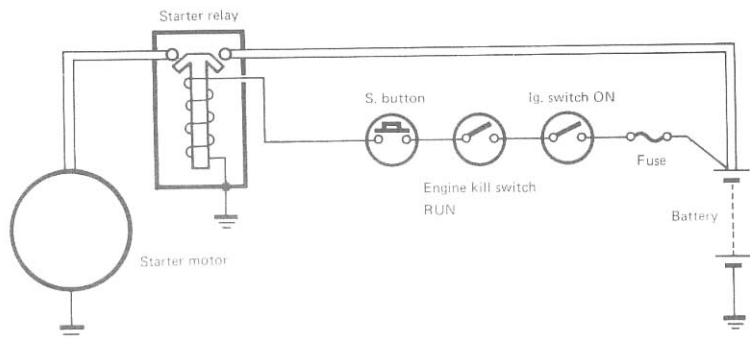 Starter relay
S. button
Ig. switch ON
Fuse
Engine kill switch
RUN
Battery
Starter motor